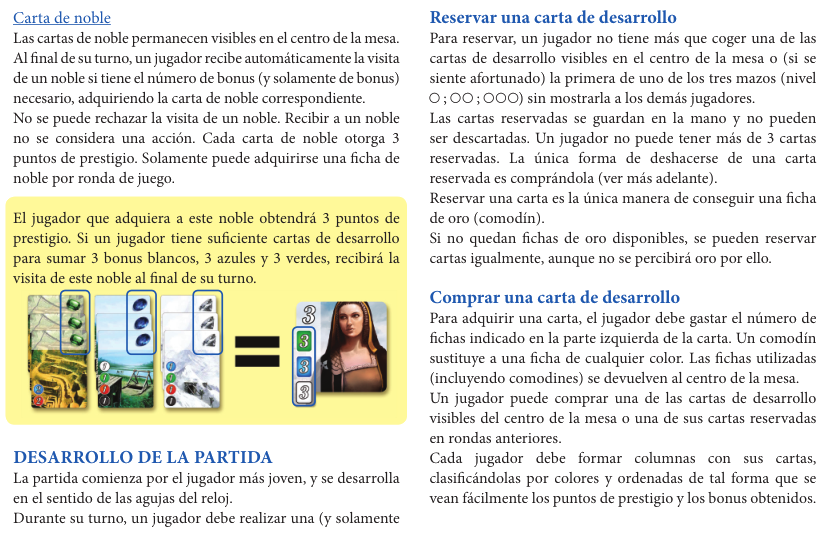 Carta de noble
Las cartas de noble permanecen visibles en el centro de la mesa.
Al final de su turno, un jugador recibe automáticamente la visita
de un noble si tiene el número de bonus (y solamente de bonus)
necesario, adquiriendo la carta de noble correspondiente.
No se puede rechazar la visita de un noble. Recibir a un noble
no se considera una acción. Cada carta de noble otorga 3
puntos de prestigio. Solamente puede adquirirse una ficha de
noble por ronda de juego.
El jugador que adquiera a este noble obtendrá 3 puntos de
prestigio. Si un jugador tiene suficiente cartas de desarrollo
para sumar 3 bonus blancos, 3 azules y 3 verdes, recibirá la
visita de este noble al final de su turno.
3
3
3
3
DESARROLLO DE LA PARTIDA
La partida comienza por el jugador más joven, y se desarrolla
en el sentido de las agujas del reloj.
Durante su turno, un jugador debe realizar una (y solamente
Reservar una carta de desarrollo
Para reservar, un jugador no tiene más que coger una de las
cartas de desarrollo visibles en el centro de la mesa o (si se
siente afortunado) la primera de uno de los tres mazos (nivel
○ ; ○○ ; ○○○) sin mostrarla a los demás jugadores.
Las cartas reservadas se guardan en la mano y no pueden
ser descartadas. Un jugador no puede tener más de 3 cartas
reservadas. La única forma de deshacerse de una carta
reservada es comprándola (ver más adelante).
Reservar una carta es la única manera de conseguir una ficha
de oro (comodín).
Si no quedan fichas de oro disponibles, se pueden reservar
cartas igualmente, aunque no se percibirá oro por ello.
Comprar una carta de desarrollo
Para adquirir una carta, el jugador debe gastar el número de
fichas indicado en la parte izquierda de la carta. Un comodín
sustituye a una ficha de cualquier color. Las fichas utilizadas
(incluyendo comodines) se devuelven al centro de la mesa.
Un jugador puede comprar una de las cartas de desarrollo
visibles del centro de la mesa o una de sus cartas reservadas
en rondas anteriores.
Cada jugador debe formar columnas con sus cartas,
clasificándolas por colores y ordenadas de tal forma que se
vean fácilmente los puntos de prestigio y los bonus obtenidos.